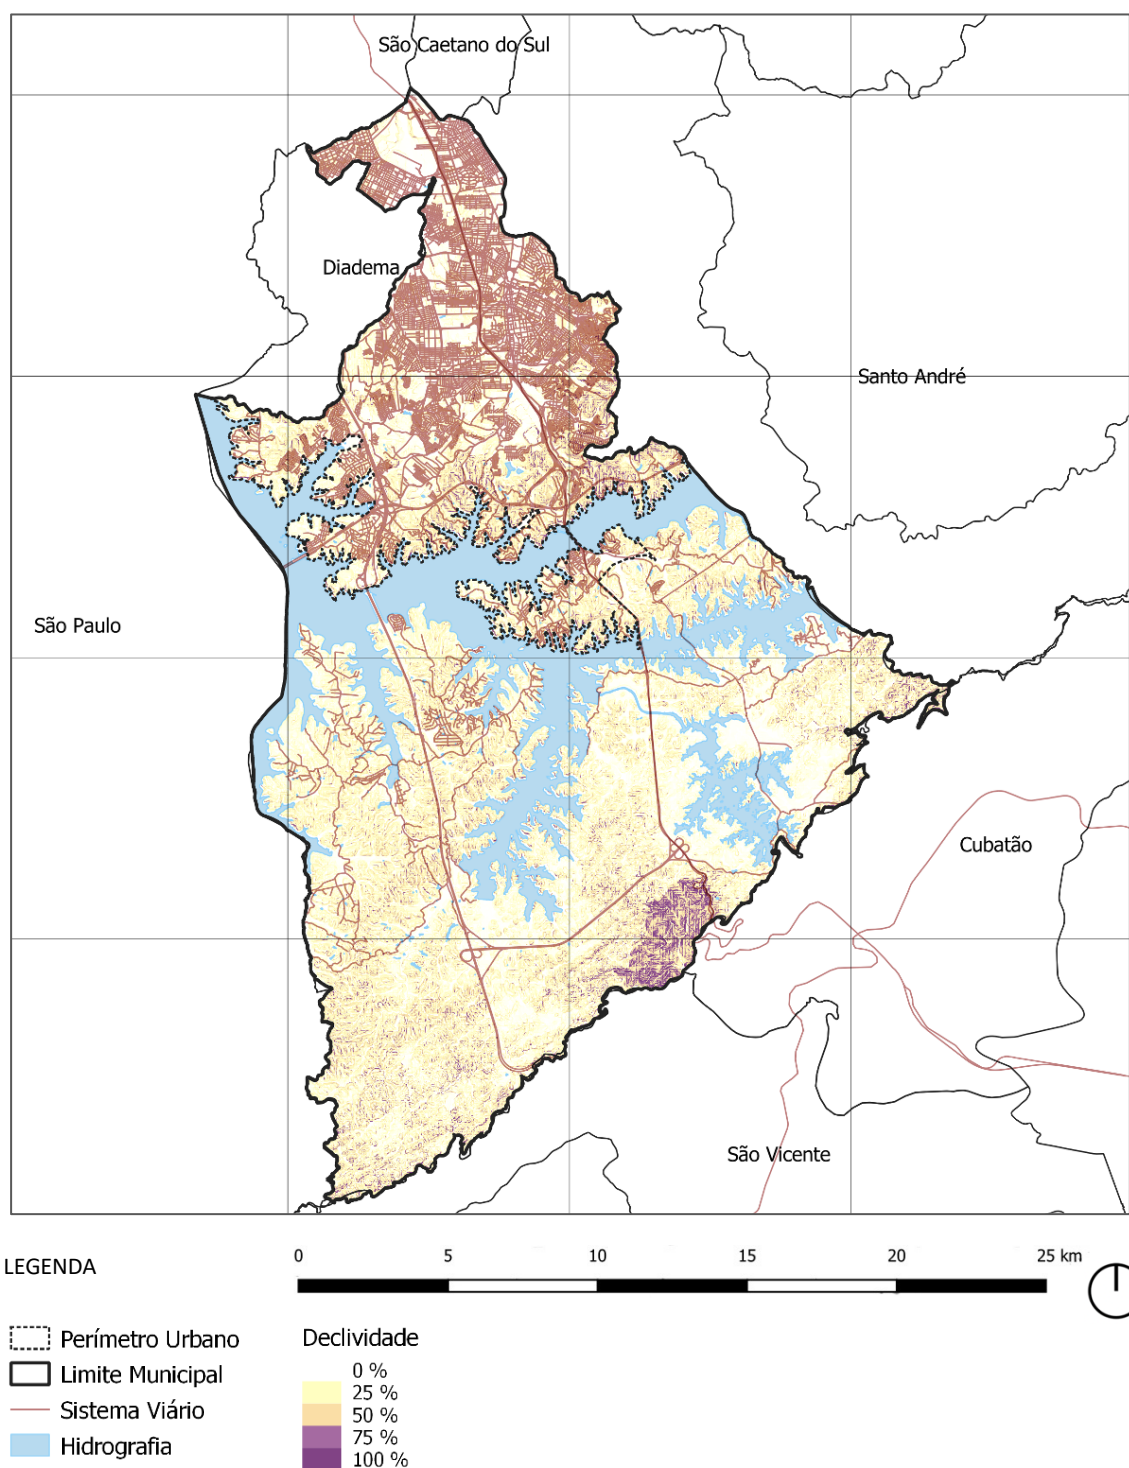 São Caetano do Sul
Diadema
Santo André
São Paulo
Cubatão
São Vicente
LEGENDA
0 5 10 15 20 25 km
Perímetro Urbano
Limite Municipal
Sistema Viário
Hidrografia
Declividade
0 %
25 %
50 %
75 %
100 %